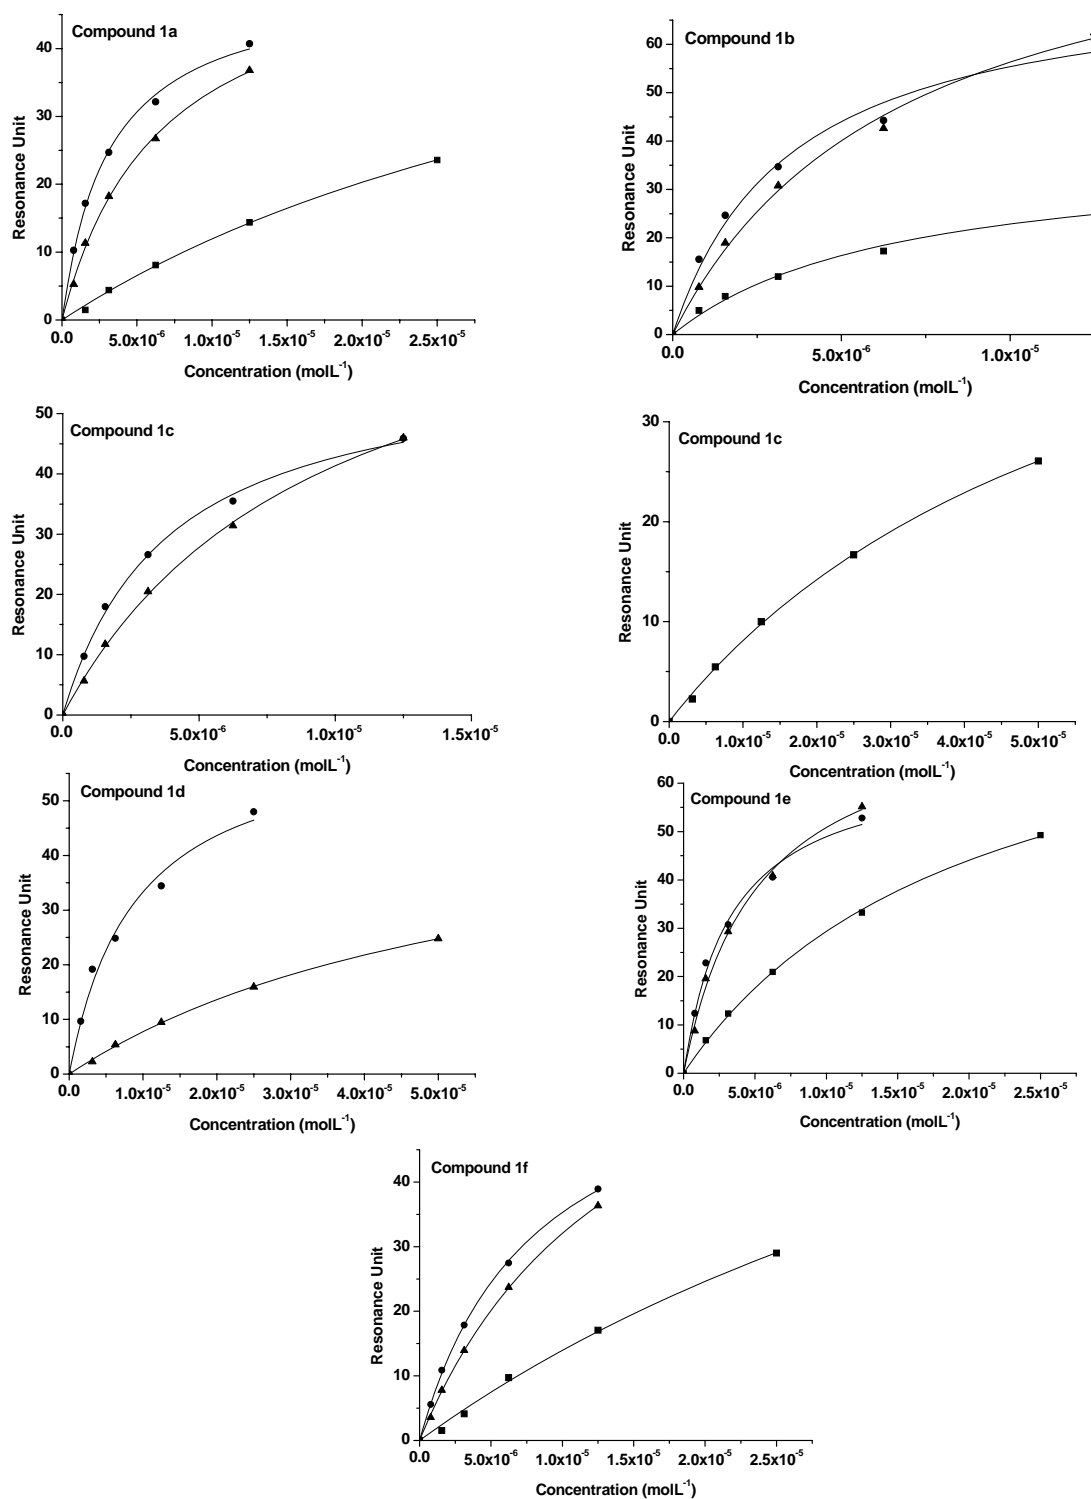 Compound 1a
Resonance Unit
40
30
20
10
0
0.0 5.0x10⁻⁶ 1.0x10⁻⁵ 1.5x10⁻⁵ 2.0x10⁻⁵ 2.5x10⁻⁵
Concentration (molL⁻¹)
Compound 1b
Resonance Unit
60
50
40
30
20
10
0
0.0 5.0x10⁻⁶ 1.0x10⁻⁵
Concentration (molL⁻¹)
Compound 1c
Resonance Unit
50
40
30
20
10
0
0.0 5.0x10⁻⁶ 1.0x10⁻⁵ 1.5x10⁻⁵
Concentration (molL⁻¹)
Compound 1c
Resonance Unit
30
20
10
0
0.0 1.0x10⁻⁵ 2.0x10⁻⁵ 3.0x10⁻⁵ 4.0x10⁻⁵ 5.0x10⁻⁵
Concentration (molL⁻¹)
Compound 1d
Resonance Unit
50
40
30
20
10
0
0.0 1.0x10⁻⁵ 2.0x10⁻⁵ 3.0x10⁻⁵ 4.0x10⁻⁵ 5.0x10⁻⁵
Concentration (molL⁻¹)
Compound 1e
Resonance Unit
60
50
40
30
20
10
0
0.0 5.0x10⁻⁶ 1.0x10⁻⁵ 1.5x10⁻⁵ 2.0x10⁻⁵ 2.5x10⁻⁵
Concentration (molL⁻¹)
Compound 1f
Resonance Unit
40
30
20
10
0
0.0 5.0x10⁻⁶ 1.0x10⁻⁵ 1.5x10⁻⁵ 2.0x10⁻⁵ 2.5x10⁻⁵
Concentration (molL⁻¹)